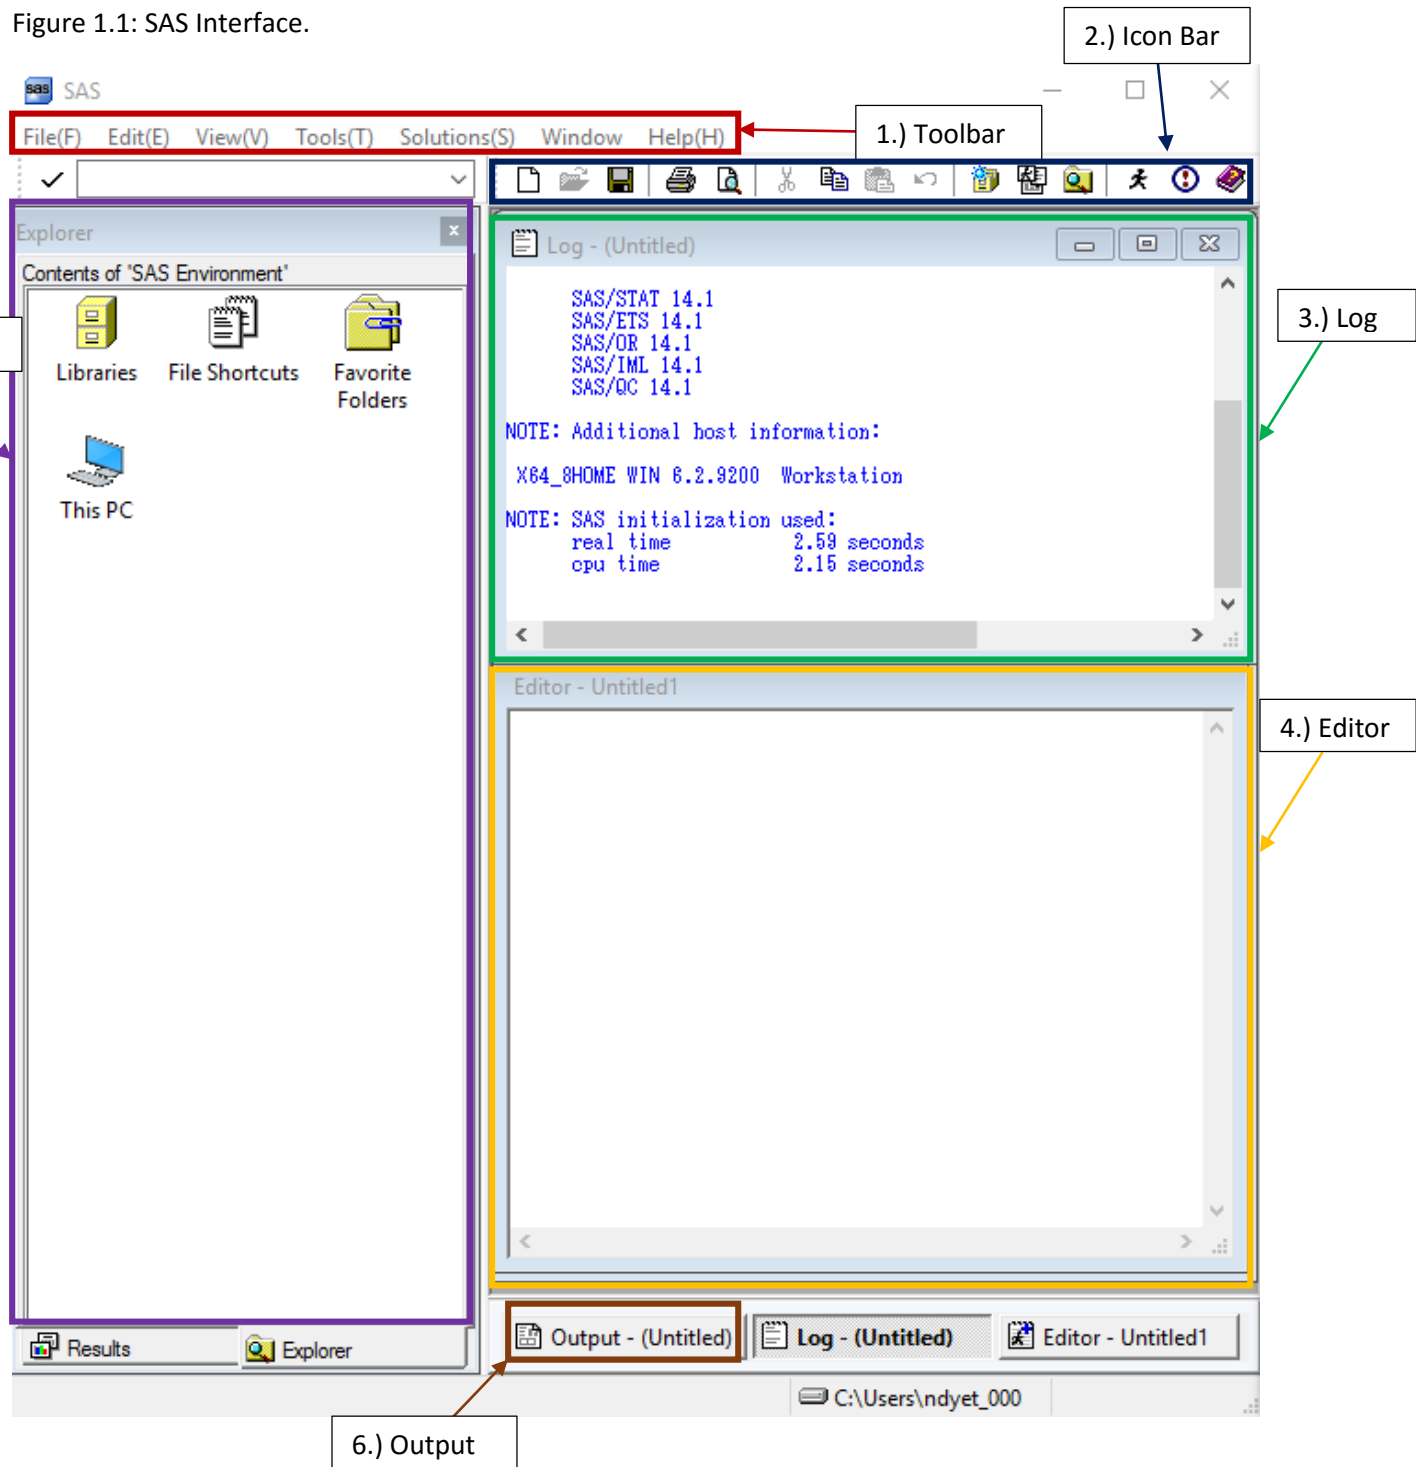 Figure 1.1: SAS Interface.
2.) Icon Bar
sas SAS
File(F) Edit(E) View(V) Tools(T) Solutions(S) Window Help(H)
1.) Toolbar
Explorer
Contents of 'SAS Environment'
Libraries
File Shortcuts
Favorite
Folders
This PC
Log - (Untitled)
SAS/STAT 14.1
SAS/ETS 14.1
SAS/OR 14.1
SAS/IML 14.1
SAS/QC 14.1
NOTE: Additional host information:
X64_8HOME WIN 6.2.9200 Workstation
NOTE: SAS initialization used:
real time 2.59 seconds
cpu time 2.15 seconds
3.) Log
Editor - Untitled1
4.) Editor
Results
Explorer
Output - (Untitled)
Log - (Untitled)
Editor - Untitled1
C:\Users\ndyet_000
6.) Output